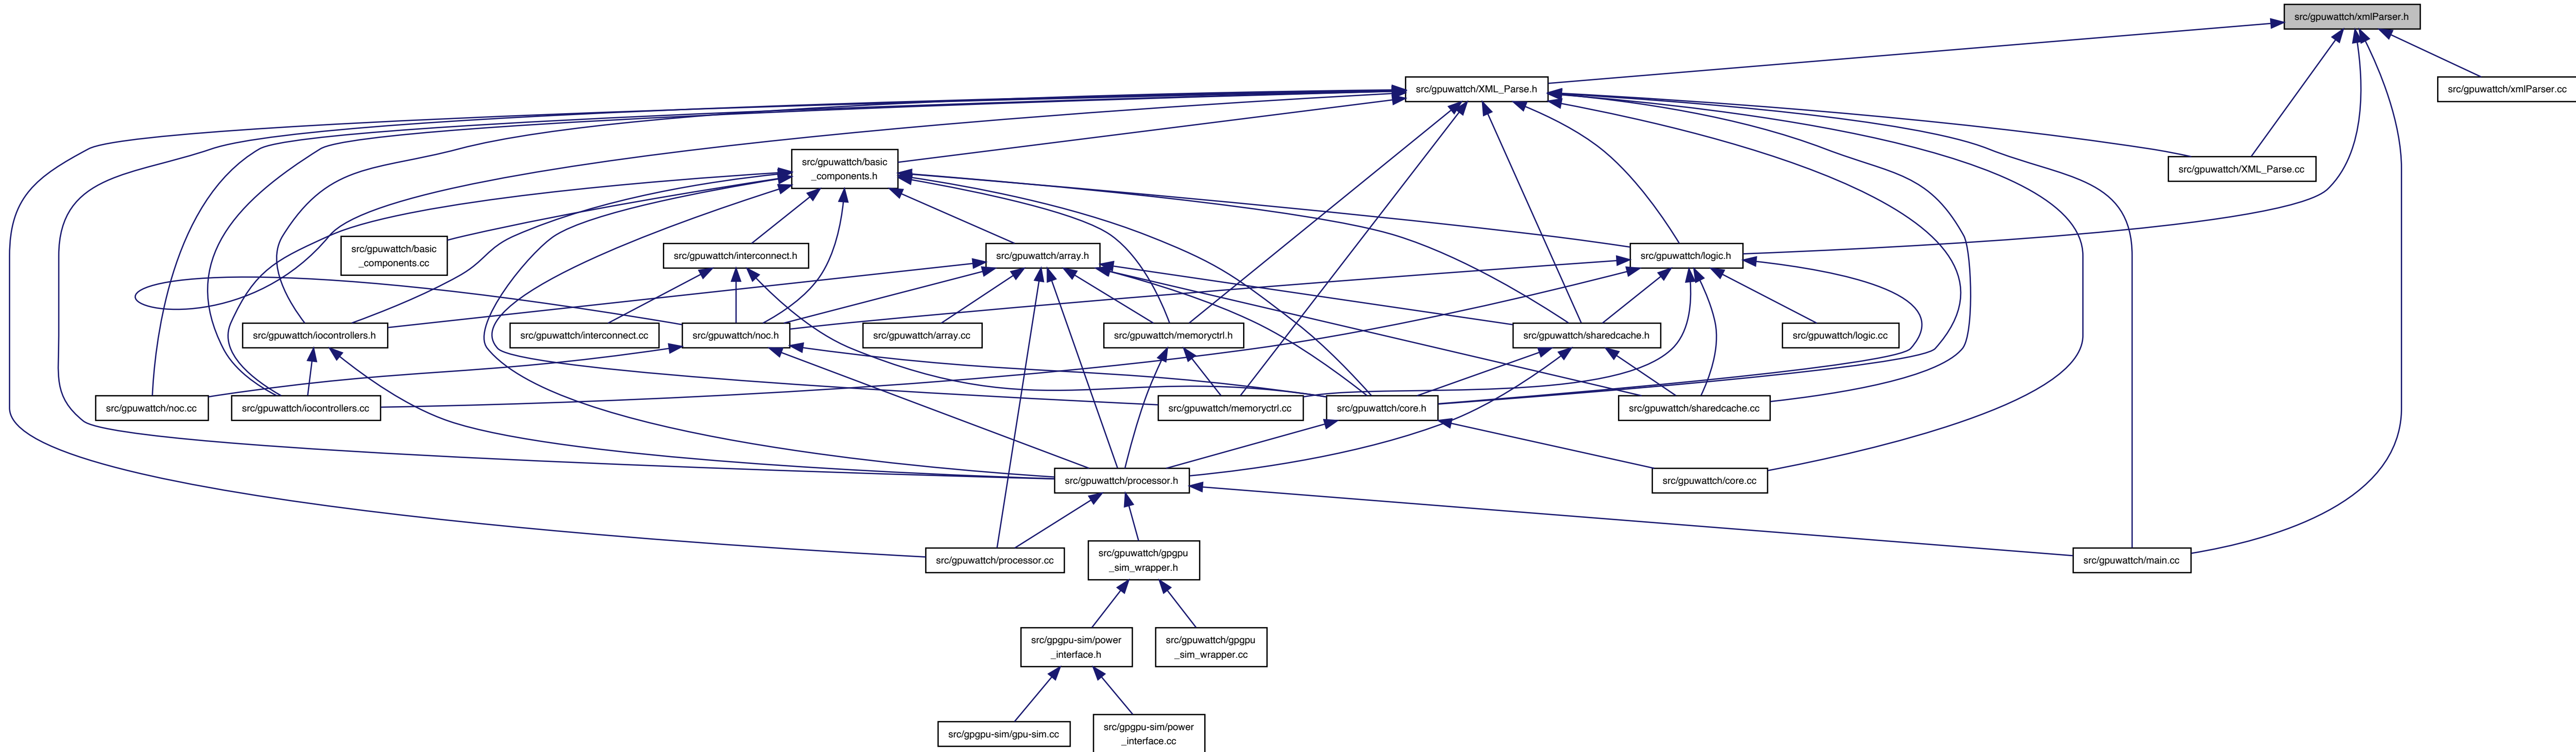 src/gpuwattch/xmlParser.h
src/gpuwattch/XML_Parse.h
src/gpuwattch/xmlParser.cc
src/gpuwattch/basic
_components.h
src/gpuwattch/XML_Parse.cc
src/gpuwattch/basic
_components.cc
src/gpuwattch/interconnect.h
src/gpuwattch/array.h
src/gpuwattch/logic.h
src/gpuwattch/iocontrollers.h
src/gpuwattch/interconnect.cc
src/gpuwattch/noc.h
src/gpuwattch/array.cc
src/gpuwattch/memoryctrl.h
src/gpuwattch/sharedcache.h
src/gpuwattch/logic.cc
src/gpuwattch/noc.cc
src/gpuwattch/iocontrollers.cc
src/gpuwattch/memoryctrl.cc
src/gpuwattch/core.h
src/gpuwattch/sharedcache.cc
src/gpuwattch/processor.h
src/gpuwattch/core.cc
src/gpuwattch/processor.cc
src/gpuwattch/gpgpu
_sim_wrapper.h
src/gpuwattch/main.cc
src/gpgpu-sim/power
_interface.h
src/gpuwattch/gpgpu
_sim_wrapper.cc
src/gpgpu-sim/gpu-sim.cc
src/gpgpu-sim/power
_interface.cc